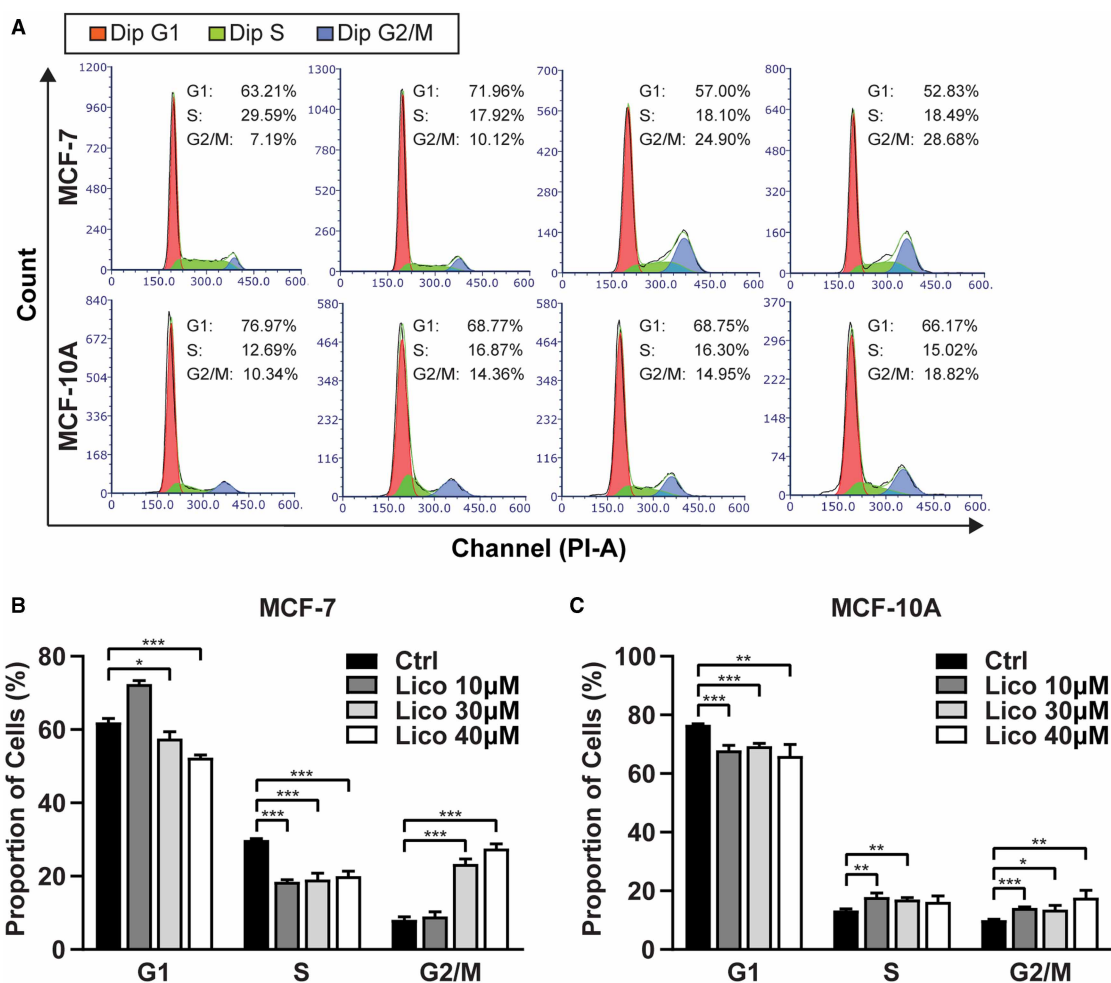 A
Dip G1 Dip S Dip G2/M
MCF-7
1200
960
720
480
240
0
0 150.0 300.0 450.0 600.
G1: 63.21%
S: 29.59%
G2/M: 7.19%
1300
1040
780
520
260
0
0 150.0 300.0 450.0 600
G1: 71.96%
S: 17.92%
G2/M: 10.12%
700
560
420
280
140
0
0 150.0 300.0 450.0 600.
G1: 57.00%
S: 18.10%
G2/M: 24.90%
800
640
480
320
160
0
0 150.0 300.0 450.0 600.
G1: 52.83%
S: 18.49%
G2/M: 28.68%
Count
MCF-10A
840
672
504
336
168
0
0 150.0 300.0 450.0 600.
G1: 76.97%
S: 12.69%
G2/M: 10.34%
580
464
348
232
116
0
0 150.0 300.0 450.0 600
G1: 68.77%
S: 16.87%
G2/M: 14.36%
580
464
348
232
116
0
0 150.0 300.0 450.0 600
G1: 68.75%
S: 16.30%
G2/M: 14.95%
370
296
222
148
74
0
0 150.0 300.0 450.0 600.
G1: 66.17%
S: 15.02%
G2/M: 18.82%
Channel (PI-A)
B
MCF-7
Proportion of Cells (%)
80
60
40
20
0
***
*
***
***
***
***
***
Ctrl
Lico 10μM
Lico 30μM
Lico 40μM
G1 S G2/M
C
MCF-10A
Proportion of Cells (%)
100
80
60
40
20
0
**
***
***
**
**
**
*
***
Ctrl
Lico 10μM
Lico 30μM
Lico 40μM
G1 S G2/M